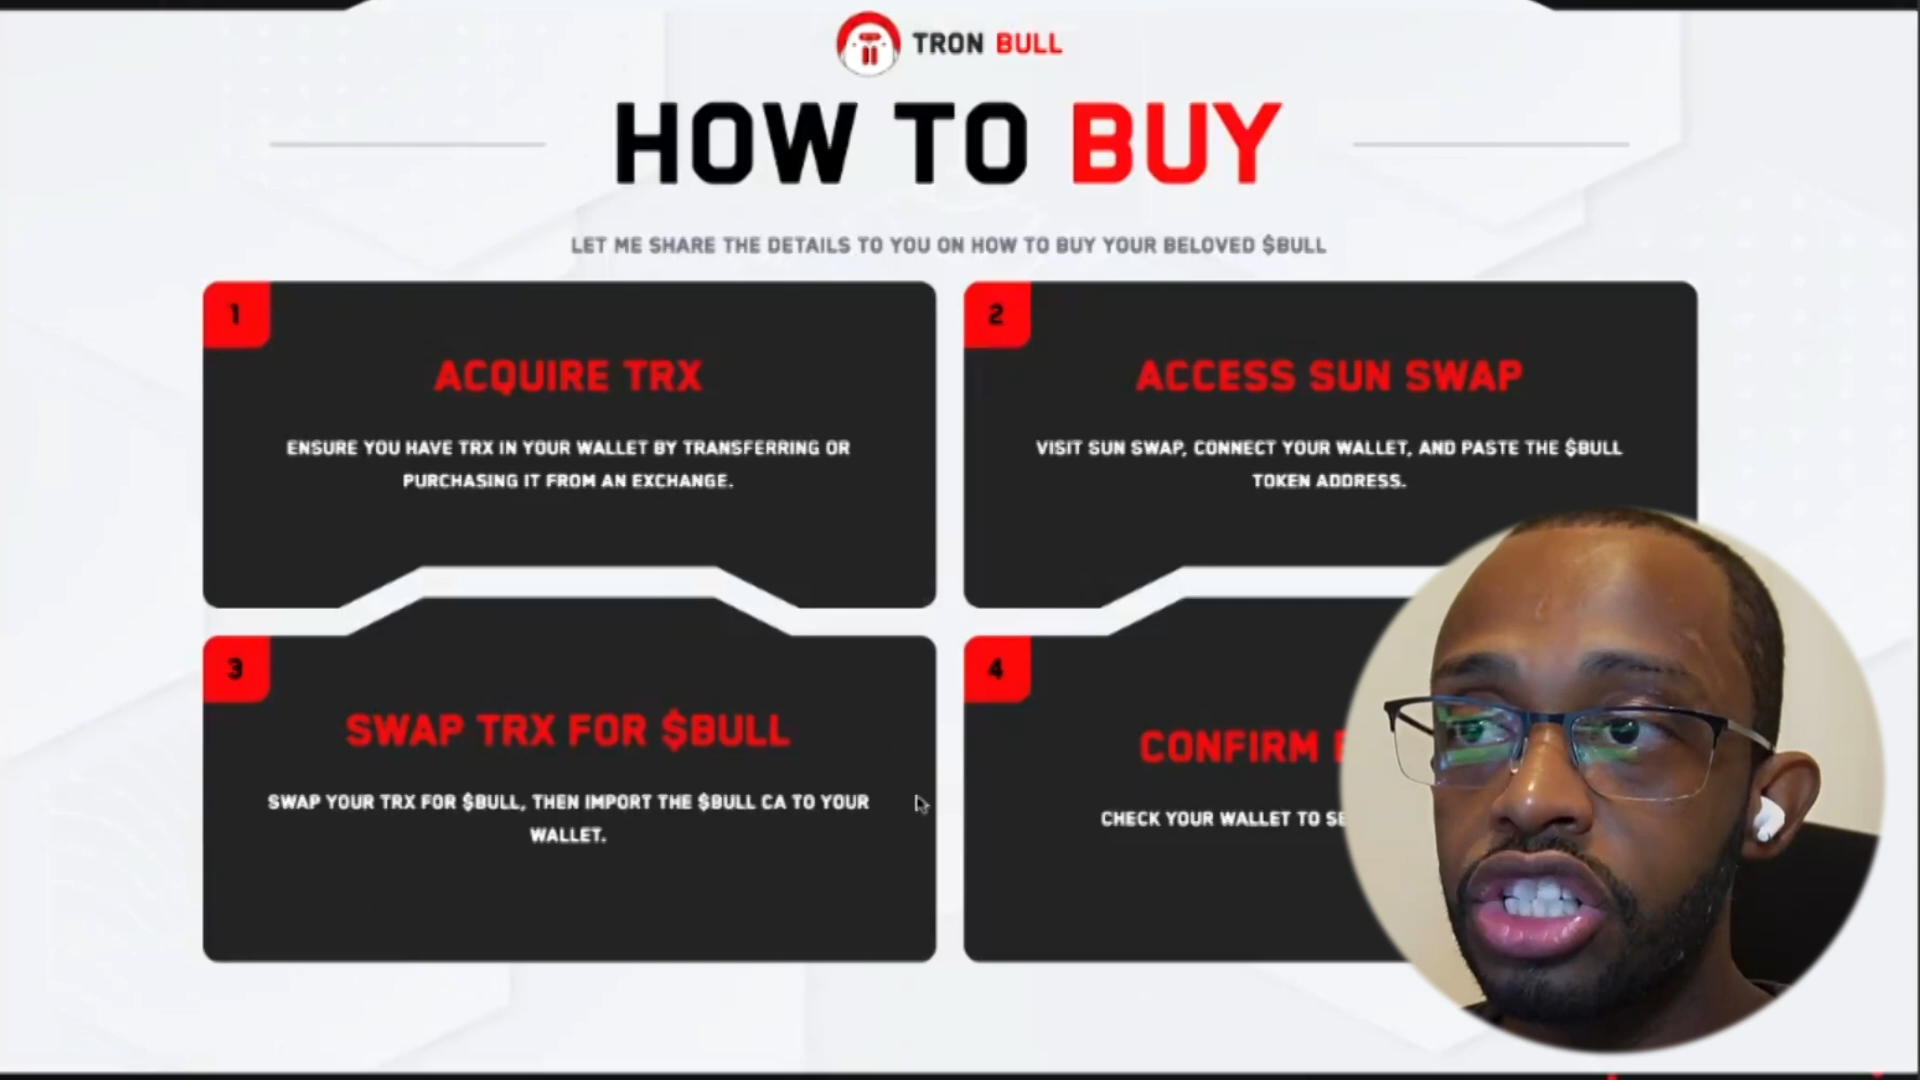 TRON BULL
HOW TO BUY
LET ME SHARE THE DETAILS TO YOU ON HOW TO BUY YOUR BELOVED $BULL
1
ACQUIRE TRX
ENSURE YOU HAVE TRX IN YOUR WALLET BY TRANSFERRING OR
PURCHASING IT FROM AN EXCHANGE.
2
ACCESS SUN SWAP
VISIT SUN SWAP, CONNECT YOUR WALLET, AND PASTE THE $BULL
TOKEN ADDRESS.
3
SWAP TRX FOR $BULL
SWAP YOUR TRX FOR $BULL, THEN IMPORT THE $BULL CA TO YOUR
WALLET.
4
CONFIRM
CHECK YOUR WALLET TO